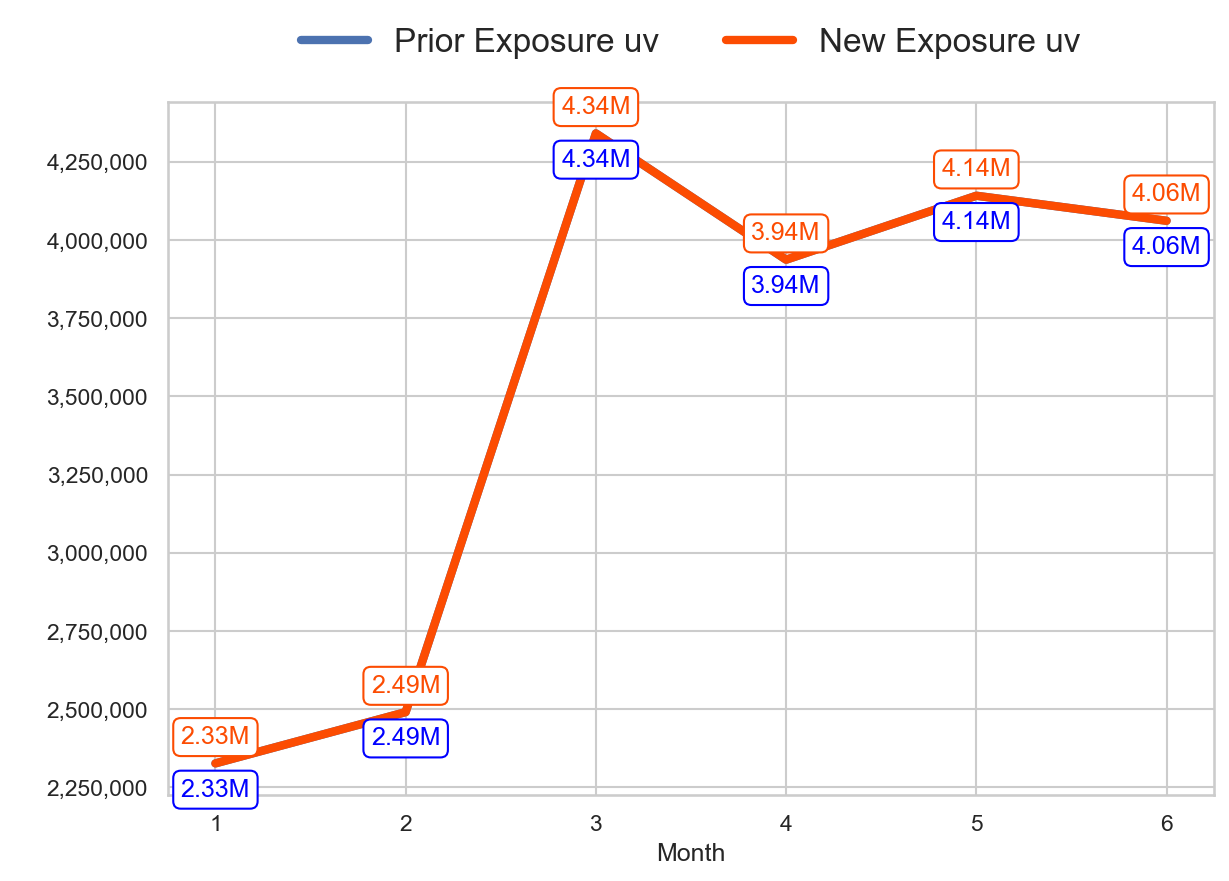 Prior Exposure uv New Exposure uv
4.34M
4,250,000
4.34M
4.14M
4.06M
3.94M
4.14M
4,000,000
4.06M
3.94M
3,750,000
3,500,000
3,250,000
3,000,000
2,750,000
2.49M
2,500,000
2.33M
2.49M
2,250,000
2.33M
1 2 3 4 5 6
Month